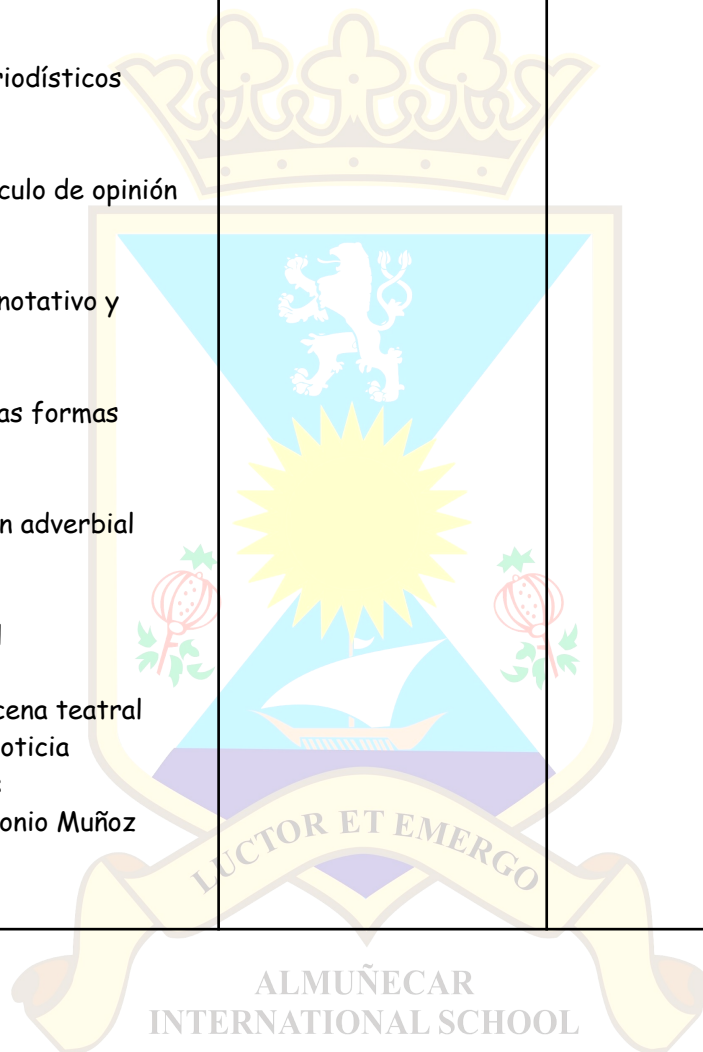 riodísticos
culo de opinión
notativo y
as formas
n adverbial
cena teatral
oticia
onio Muñoz
LUCTOR ET EMERGO
ALMUÑECAR
INTERNATIONAL SCHOOL